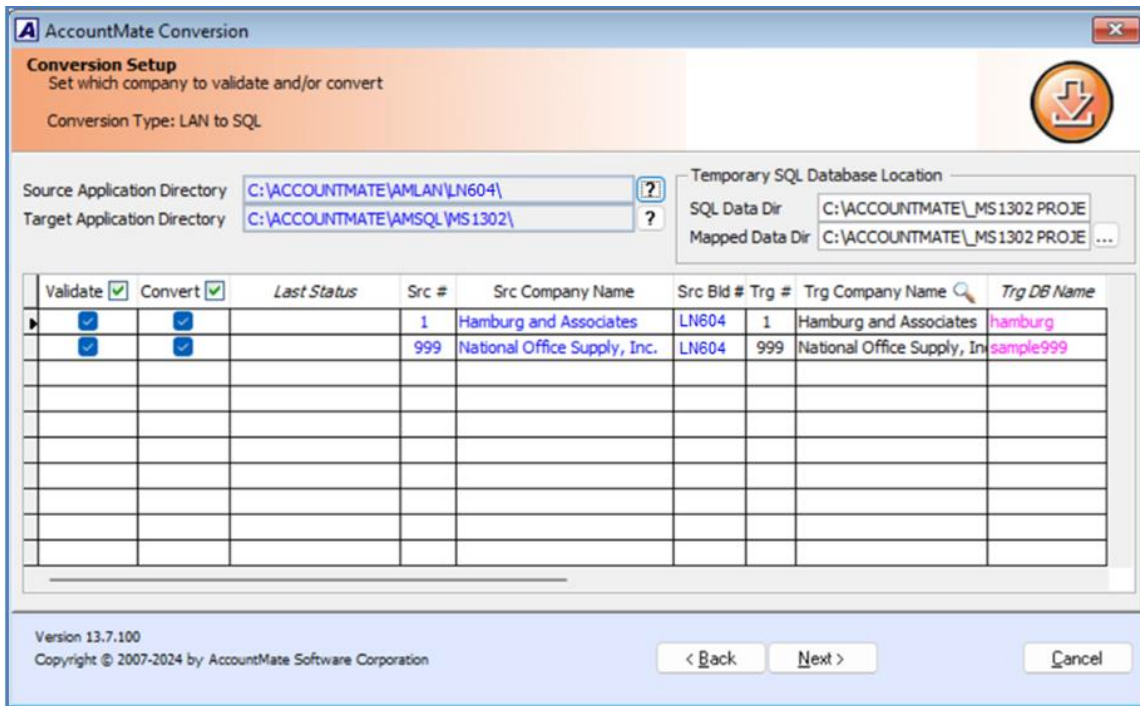 AccountMate Conversion
Conversion Setup
Set which company to validate and/or convert
Conversion Type: LAN to SQL
Source Application Directory C:\ACCOUNTMATE\AMLAN\LN604\ ?
Target Application Directory C:\ACCOUNTMATE\AMSQL\MS1302\ ?
Temporary SQL Database Location
SQL Data Dir C:\ACCOUNTMATE\_MS1302 PROJE
Mapped Data Dir C:\ACCOUNTMATE\_MS1302 PROJE ...
Validate Convert Last Status Src # Src Company Name Src Bld # Trg # Trg Company Name Trg DB Name
1 Hamburg and Associates LN604 1 Hamburg and Associates hamburg
999 National Office Supply, Inc. LN604 999 National Office Supply, In sample999
Version 13.7.100
Copyright © 2007-2024 by AccountMate Software Corporation
< Back Next > Cancel